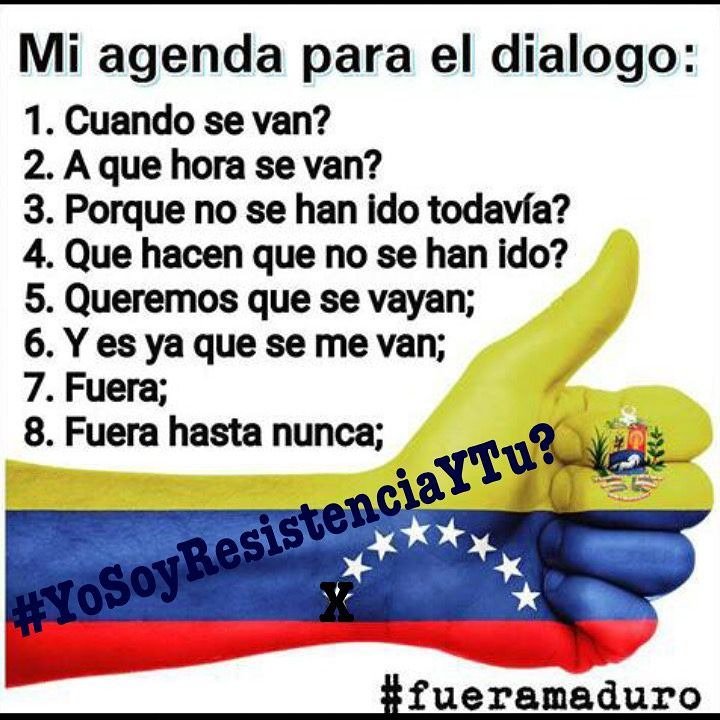 Mi agenda para el dialogo:
1. Cuando se van?
2. A que hora se van?
3. Porque no se han ido todavía?
4. Que hacen que no se han ido?
5. Queremos que se vayan;
6. Y es ya que se me van;
7. Fuera;
8. Fuera hasta nunca;
#YoSoyResistenciaYTu?
X
#fueramaduro